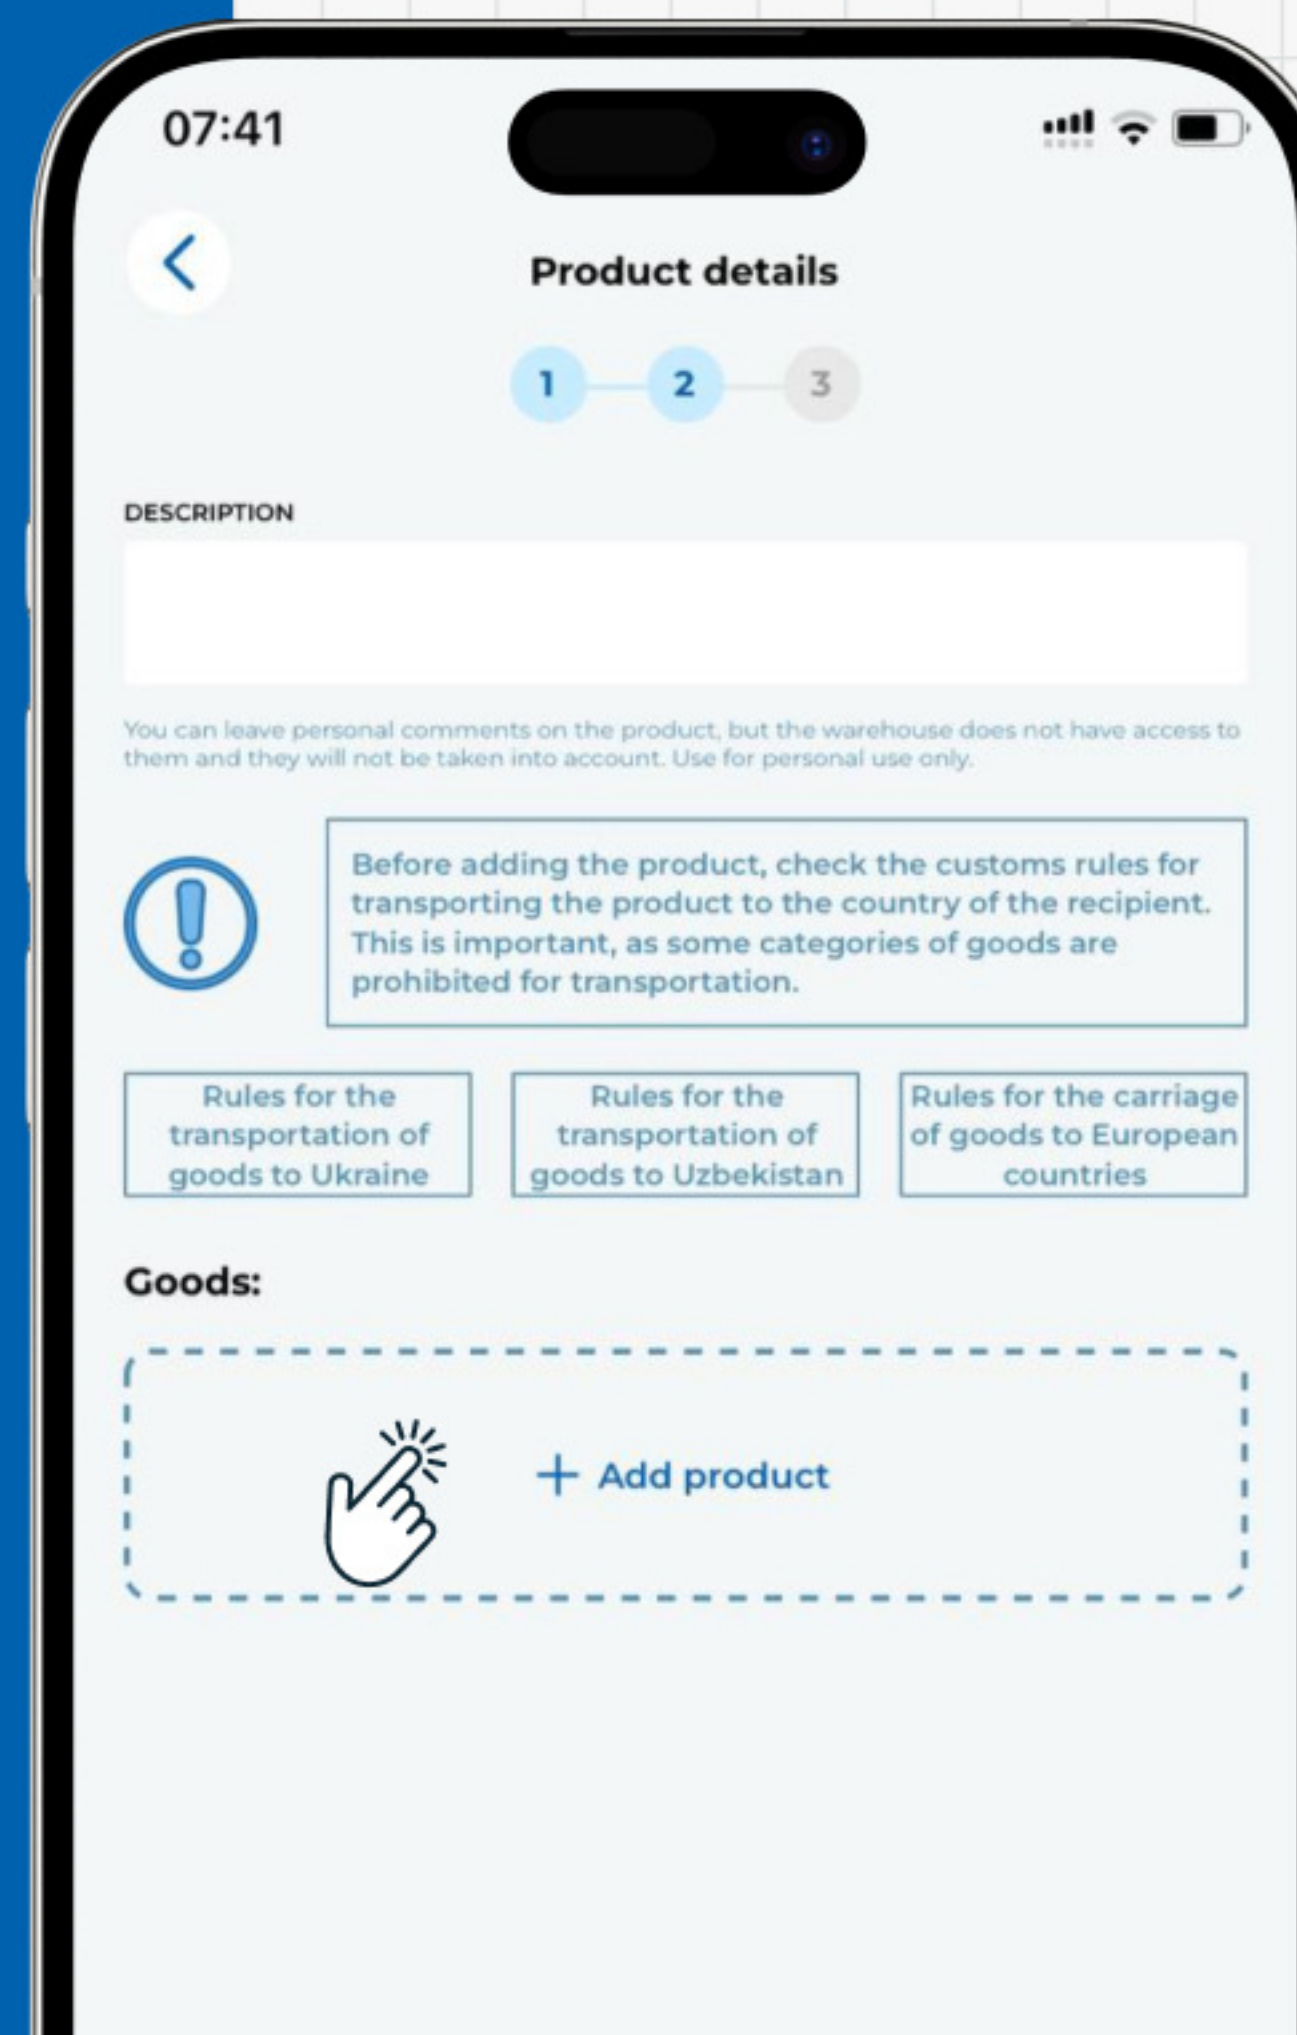 07:41
Product details
1
2
3
DESCRIPTION
You can leave personal comments on the product, but the warehouse does not have access to
them and they will not be taken into account. Use for personal use only.
Before adding the product, check the customs rules for
transporting the product to the country of the recipient.
This is important, as some categories of goods are
prohibited for transportation.
Rules for the
transportation of
goods to Ukraine
Rules for the
transportation of
goods to Uzbekistan
Rules for the carriage
of goods to European
countries
Goods:
+ Add product